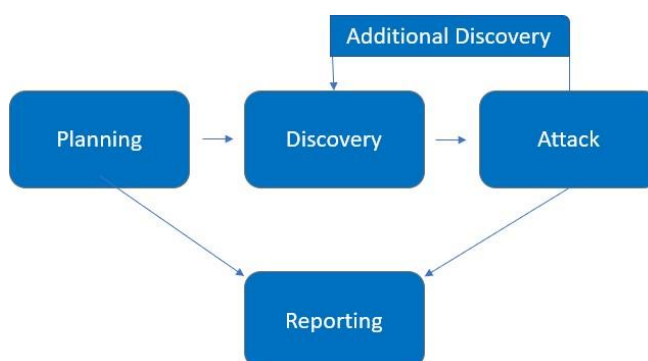 Additional Discovery
Planning
Discovery
Attack
Reporting